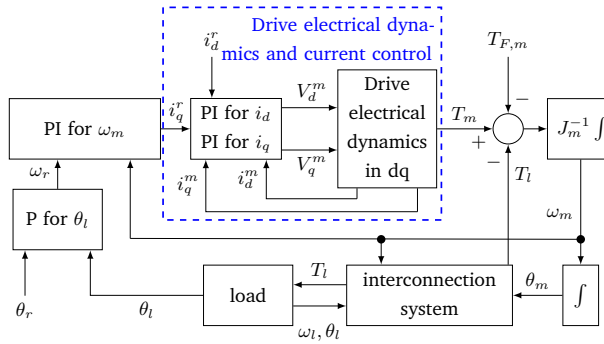 Drive electrical dyna-
mics and current control
i_d^r
T_{F,m}
PI for ω_m
i_q^r
PI for i_d
PI for i_q
V_d^m
V_q^m
Drive
electrical
dynamics
in dq
T_m
−
+
−
J_m^{-1} ∫
ω_r
i_q^m
i_d^m
T_l
ω_m
P for θ_l
θ_r
θ_l
load
T_l
ω_l, θ_l
interconnection
system
θ_m
∫